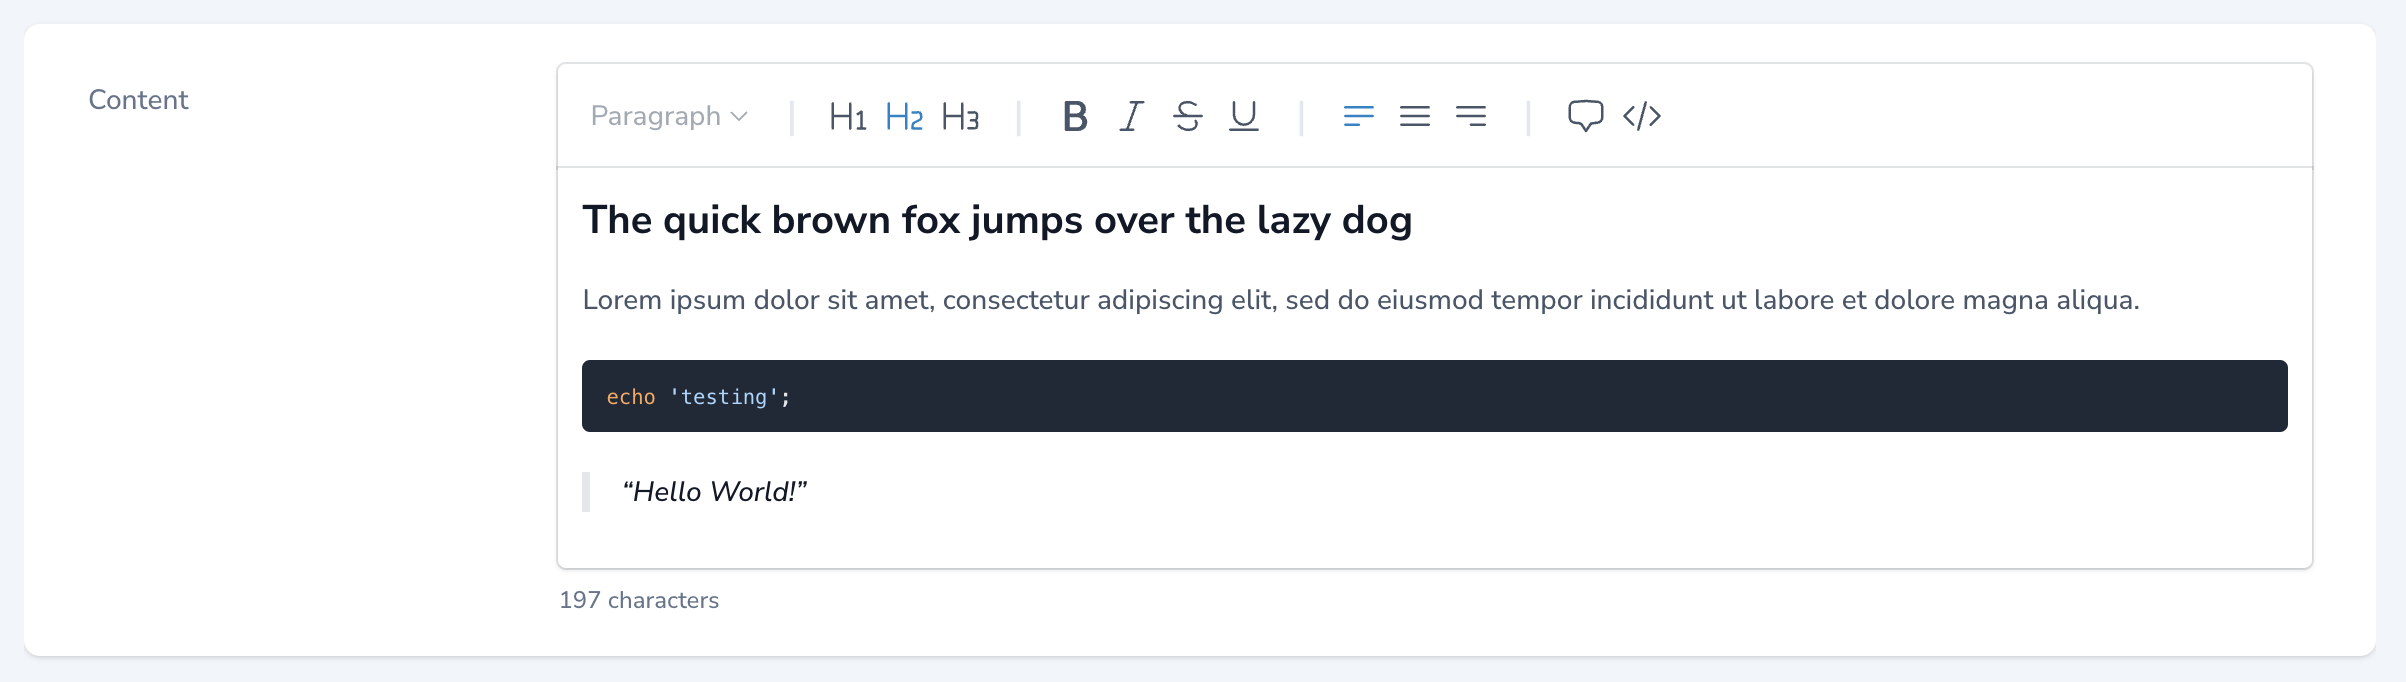 Content
Paragraph H1 H2 H3 B I S U </>
The quick brown fox jumps over the lazy dog
Lorem ipsum dolor sit amet, consectetur adipiscing elit, sed do eiusmod tempor incididunt ut labore et dolore magna aliqua.
echo 'testing';
“Hello World!”
197 characters